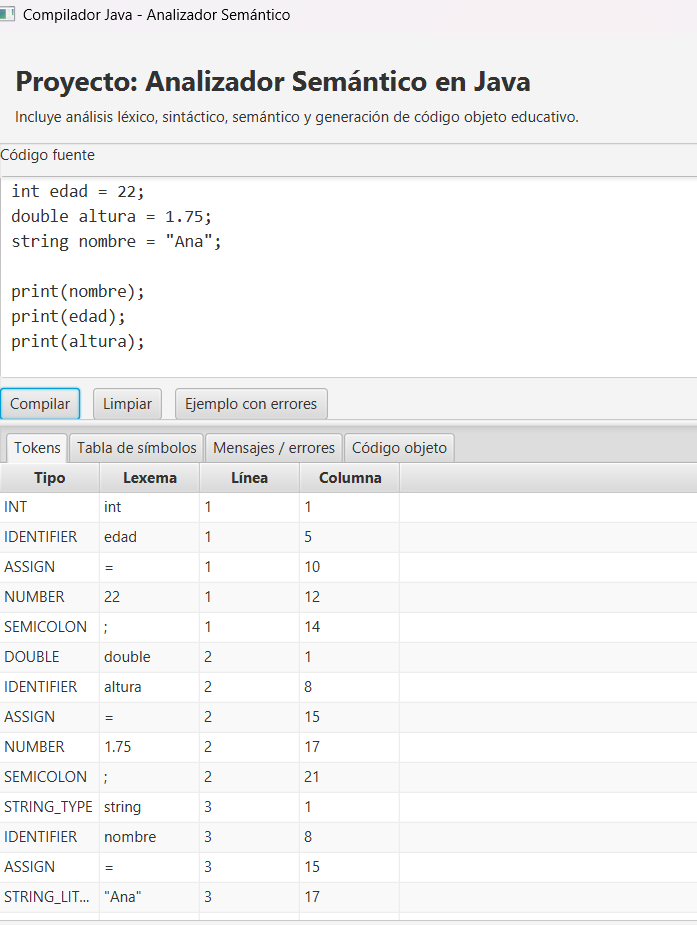 Compilador Java - Analizador Semántico
Proyecto: Analizador Semántico en Java
Incluye análisis léxico, sintáctico, semántico y generación de código objeto educativo.
Código fuente
int edad = 22;
double altura = 1.75;
string nombre = "Ana";
print(nombre);
print(edad);
print(altura);
Compilar Limpiar Ejemplo con errores
Tokens Tabla de símbolos Mensajes / errores Código objeto
Tipo Lexema Línea Columna
INT int 1 1
IDENTIFIER edad 1 5
ASSIGN = 1 10
NUMBER 22 1 12
SEMICOLON ; 1 14
DOUBLE double 2 1
IDENTIFIER altura 2 8
ASSIGN = 2 15
NUMBER 1.75 2 17
SEMICOLON ; 2 21
STRING_TYPE string 3 1
IDENTIFIER nombre 3 8
ASSIGN = 3 15
STRING_LIT... "Ana" 3 17